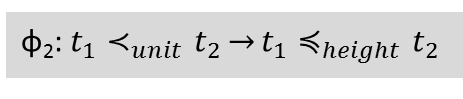 ϕ₂: t₁ ≺_unit t₂ → t₁ ≼_height t₂